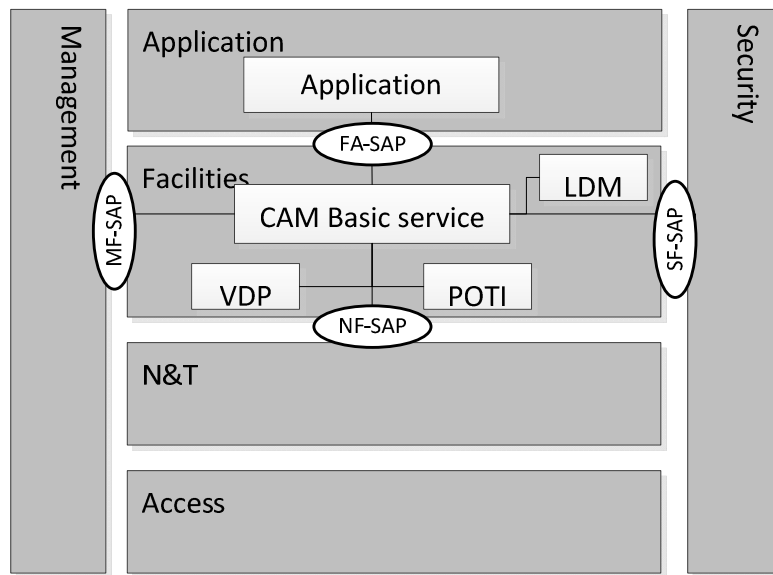 Management
Application
Application
FA-SAP
Facilities
LDM
CAM Basic service
MF-SAP
SF-SAP
VDP
POTI
NF-SAP
N&T
Access
Security